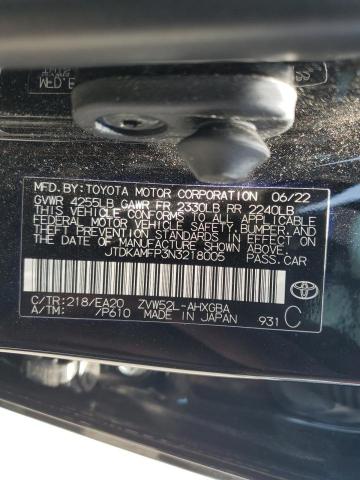 MFD.
MFD. BY: TOYOTA MOTOR CORPORATION 06/22
GVWR 4255LB GAWR FR 2330LB RR 2240LB
THIS VEHICLE CONFORMS TO ALL APPLICABLE
FEDERAL MOTOR VEHICLE SAFETY, BUMPER, AND
THEFT PREVENTION STANDARDS IN EFFECT ON
THE DATE OF MANUFACTURE SHOWN ABOVE.
JTDKAMFP3N3218005 PASS.CAR
C/TR:218/EA20 ZVW52L-AHXGBA
A/TM: /P610 MADE IN JAPAN 931 C
TOYOTA